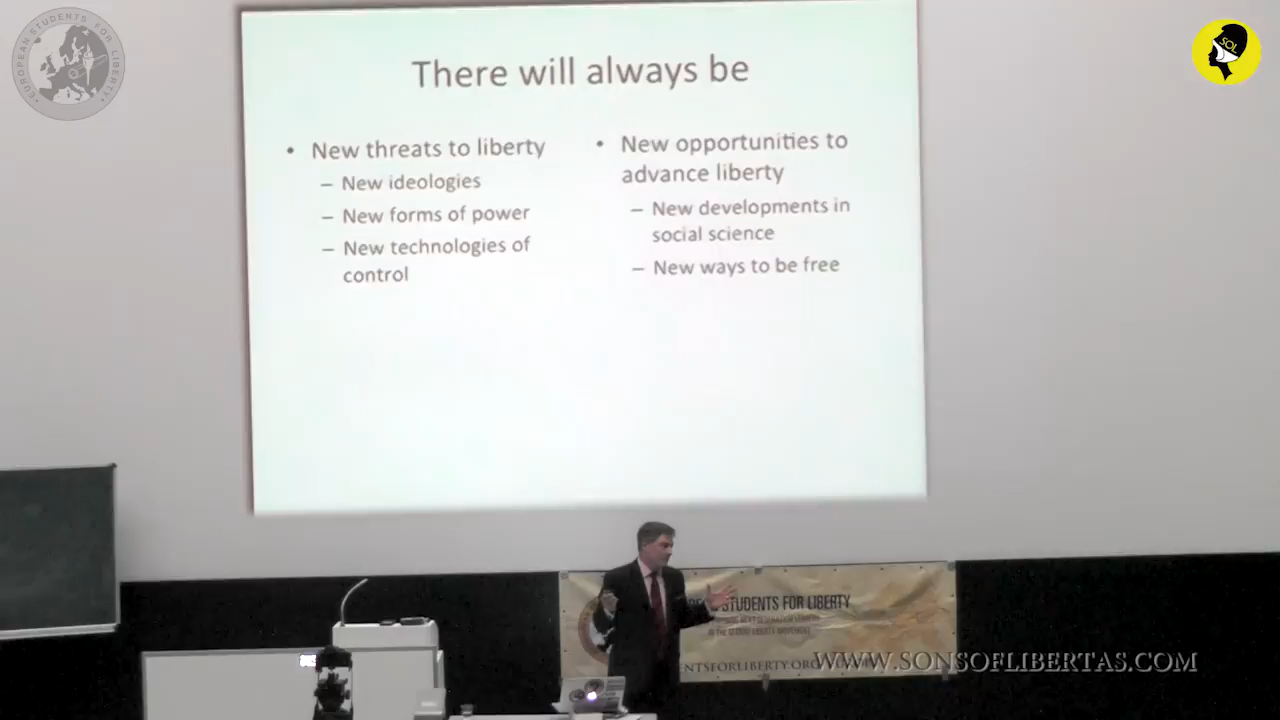 EUROPEAN STUDENTS FOR LIBERTY
SOL
There will always be
• New threats to liberty
– New ideologies
– New forms of power
– New technologies of
control
• New opportunities to
advance liberty
– New developments in
social science
– New ways to be free
STUDENTS FOR LIBERTY
ENTSFORLIBERTY.ORG
WWW.SONSOFLIBERTAS.COM